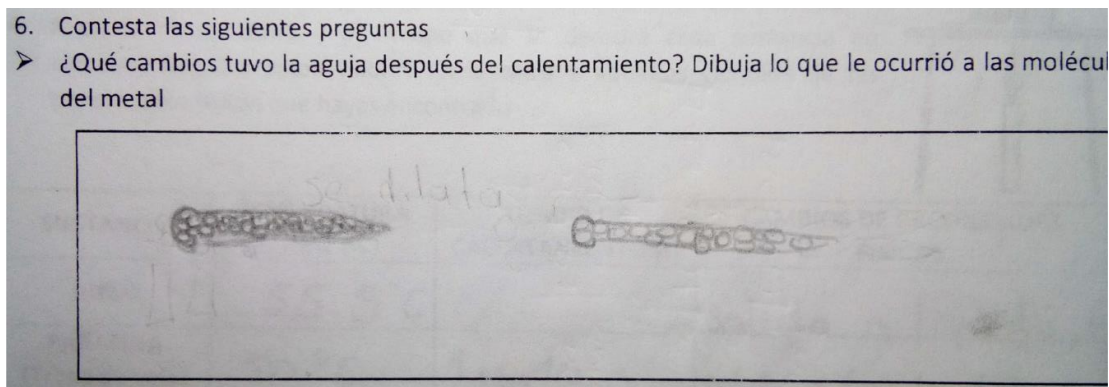 6. Contesta las siguientes preguntas
➢ ¿Qué cambios tuvo la aguja después del calentamiento? Dibuja lo que le ocurrió a las molécul
del metal
se dilata